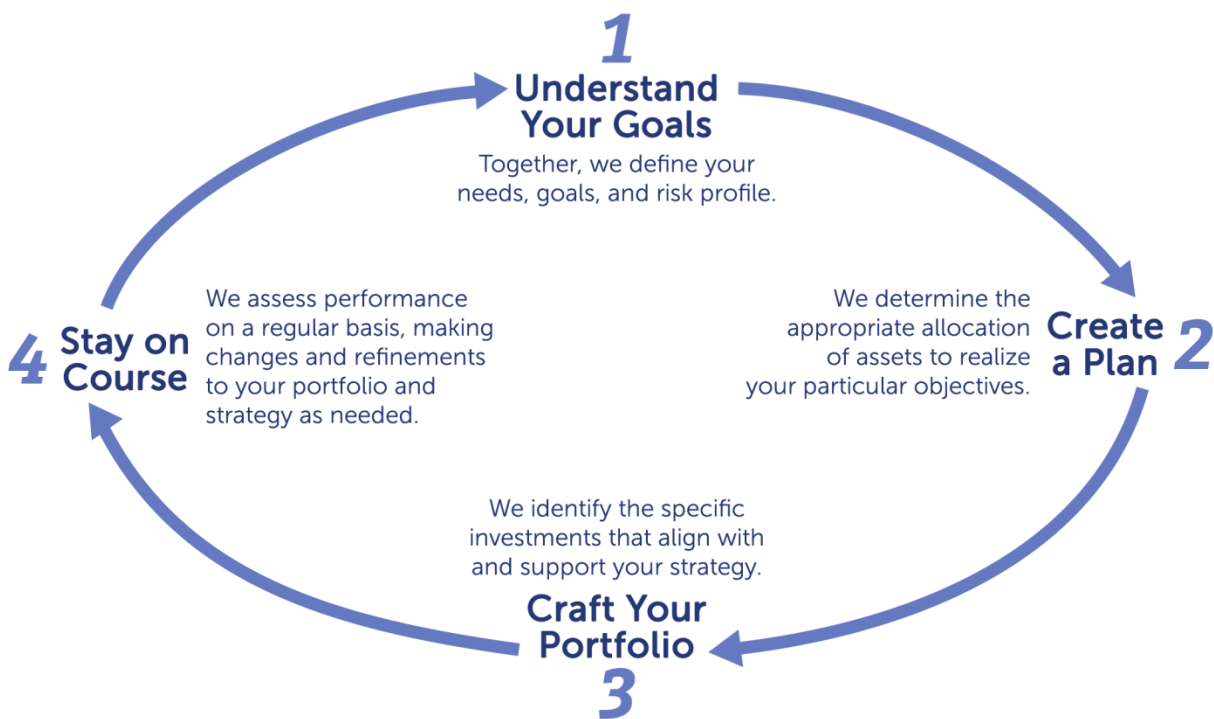 1
Understand
Your Goals
Together, we define your
needs, goals, and risk profile.
2
Create
a Plan
We determine the
appropriate allocation
of assets to realize
your particular objectives.
3
Craft Your
Portfolio
We identify the specific
investments that align with
and support your strategy.
4
Stay on
Course
We assess performance
on a regular basis, making
changes and refinements
to your portfolio and
strategy as needed.